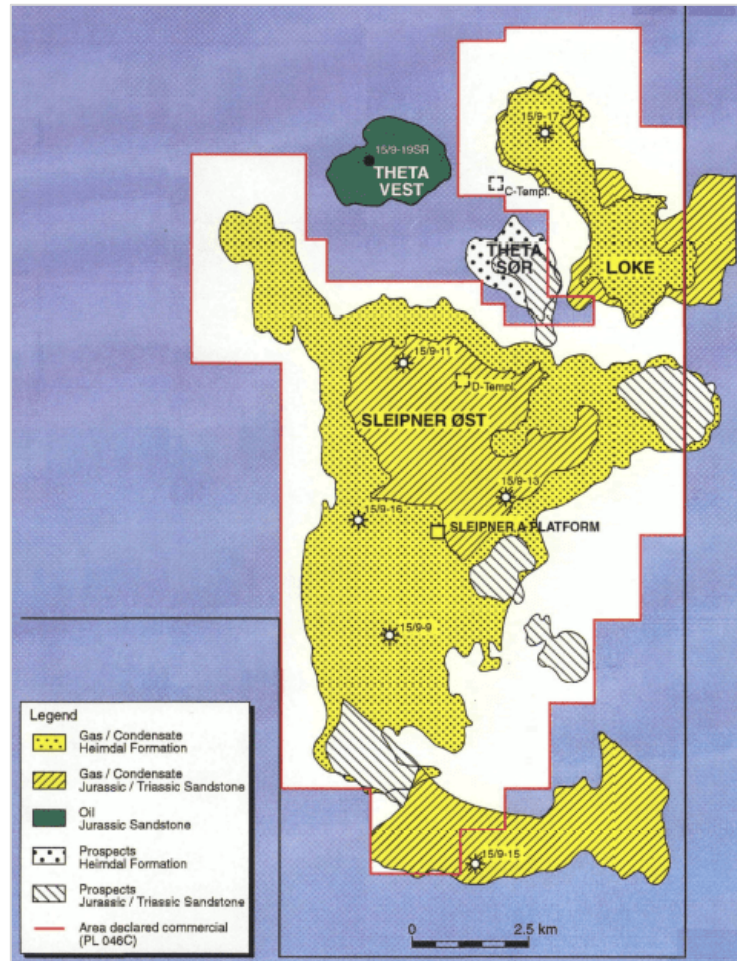 15/9-17
15/9-19SR
THETA
VEST
C-Templ.
THETA
SØR
LOKE
15/9-11
D-Templ.
SLEIPNER ØST
15/9-13
15/9-16
SLEIPNER A PLATFORM
15/9-9
15/9-15
Legend
Gas / Condensate
Heimdal Formation
Gas / Condensate
Jurassic / Triassic Sandstone
Oil
Jurassic Sandstone
Prospects
Heimdal Formation
Prospects
Jurassic / Triassic Sandstone
Area declared commercial
(PL 046C)
0 2.5 km